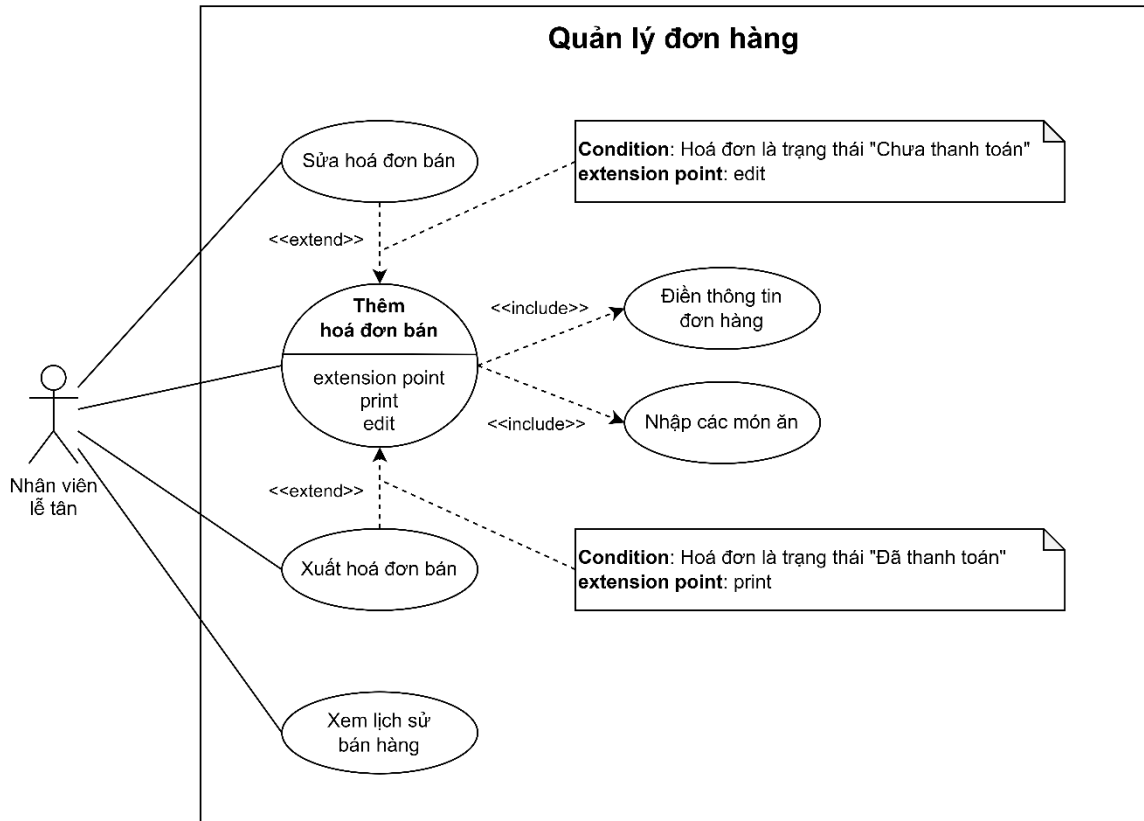 Quản lý đơn hàng
Sửa hoá đơn bán
Condition: Hoá đơn là trạng thái "Chưa thanh toán"
extension point: edit
<<extend>>
Thêm
hoá đơn bán
extension point
print
edit
<<include>>
Điền thông tin
đơn hàng
<<include>>
Nhập các món ăn
Nhân viên
lễ tân
<<extend>>
Xuất hoá đơn bán
Condition: Hoá đơn là trạng thái "Đã thanh toán"
extension point: print
Xem lịch sử
bán hàng